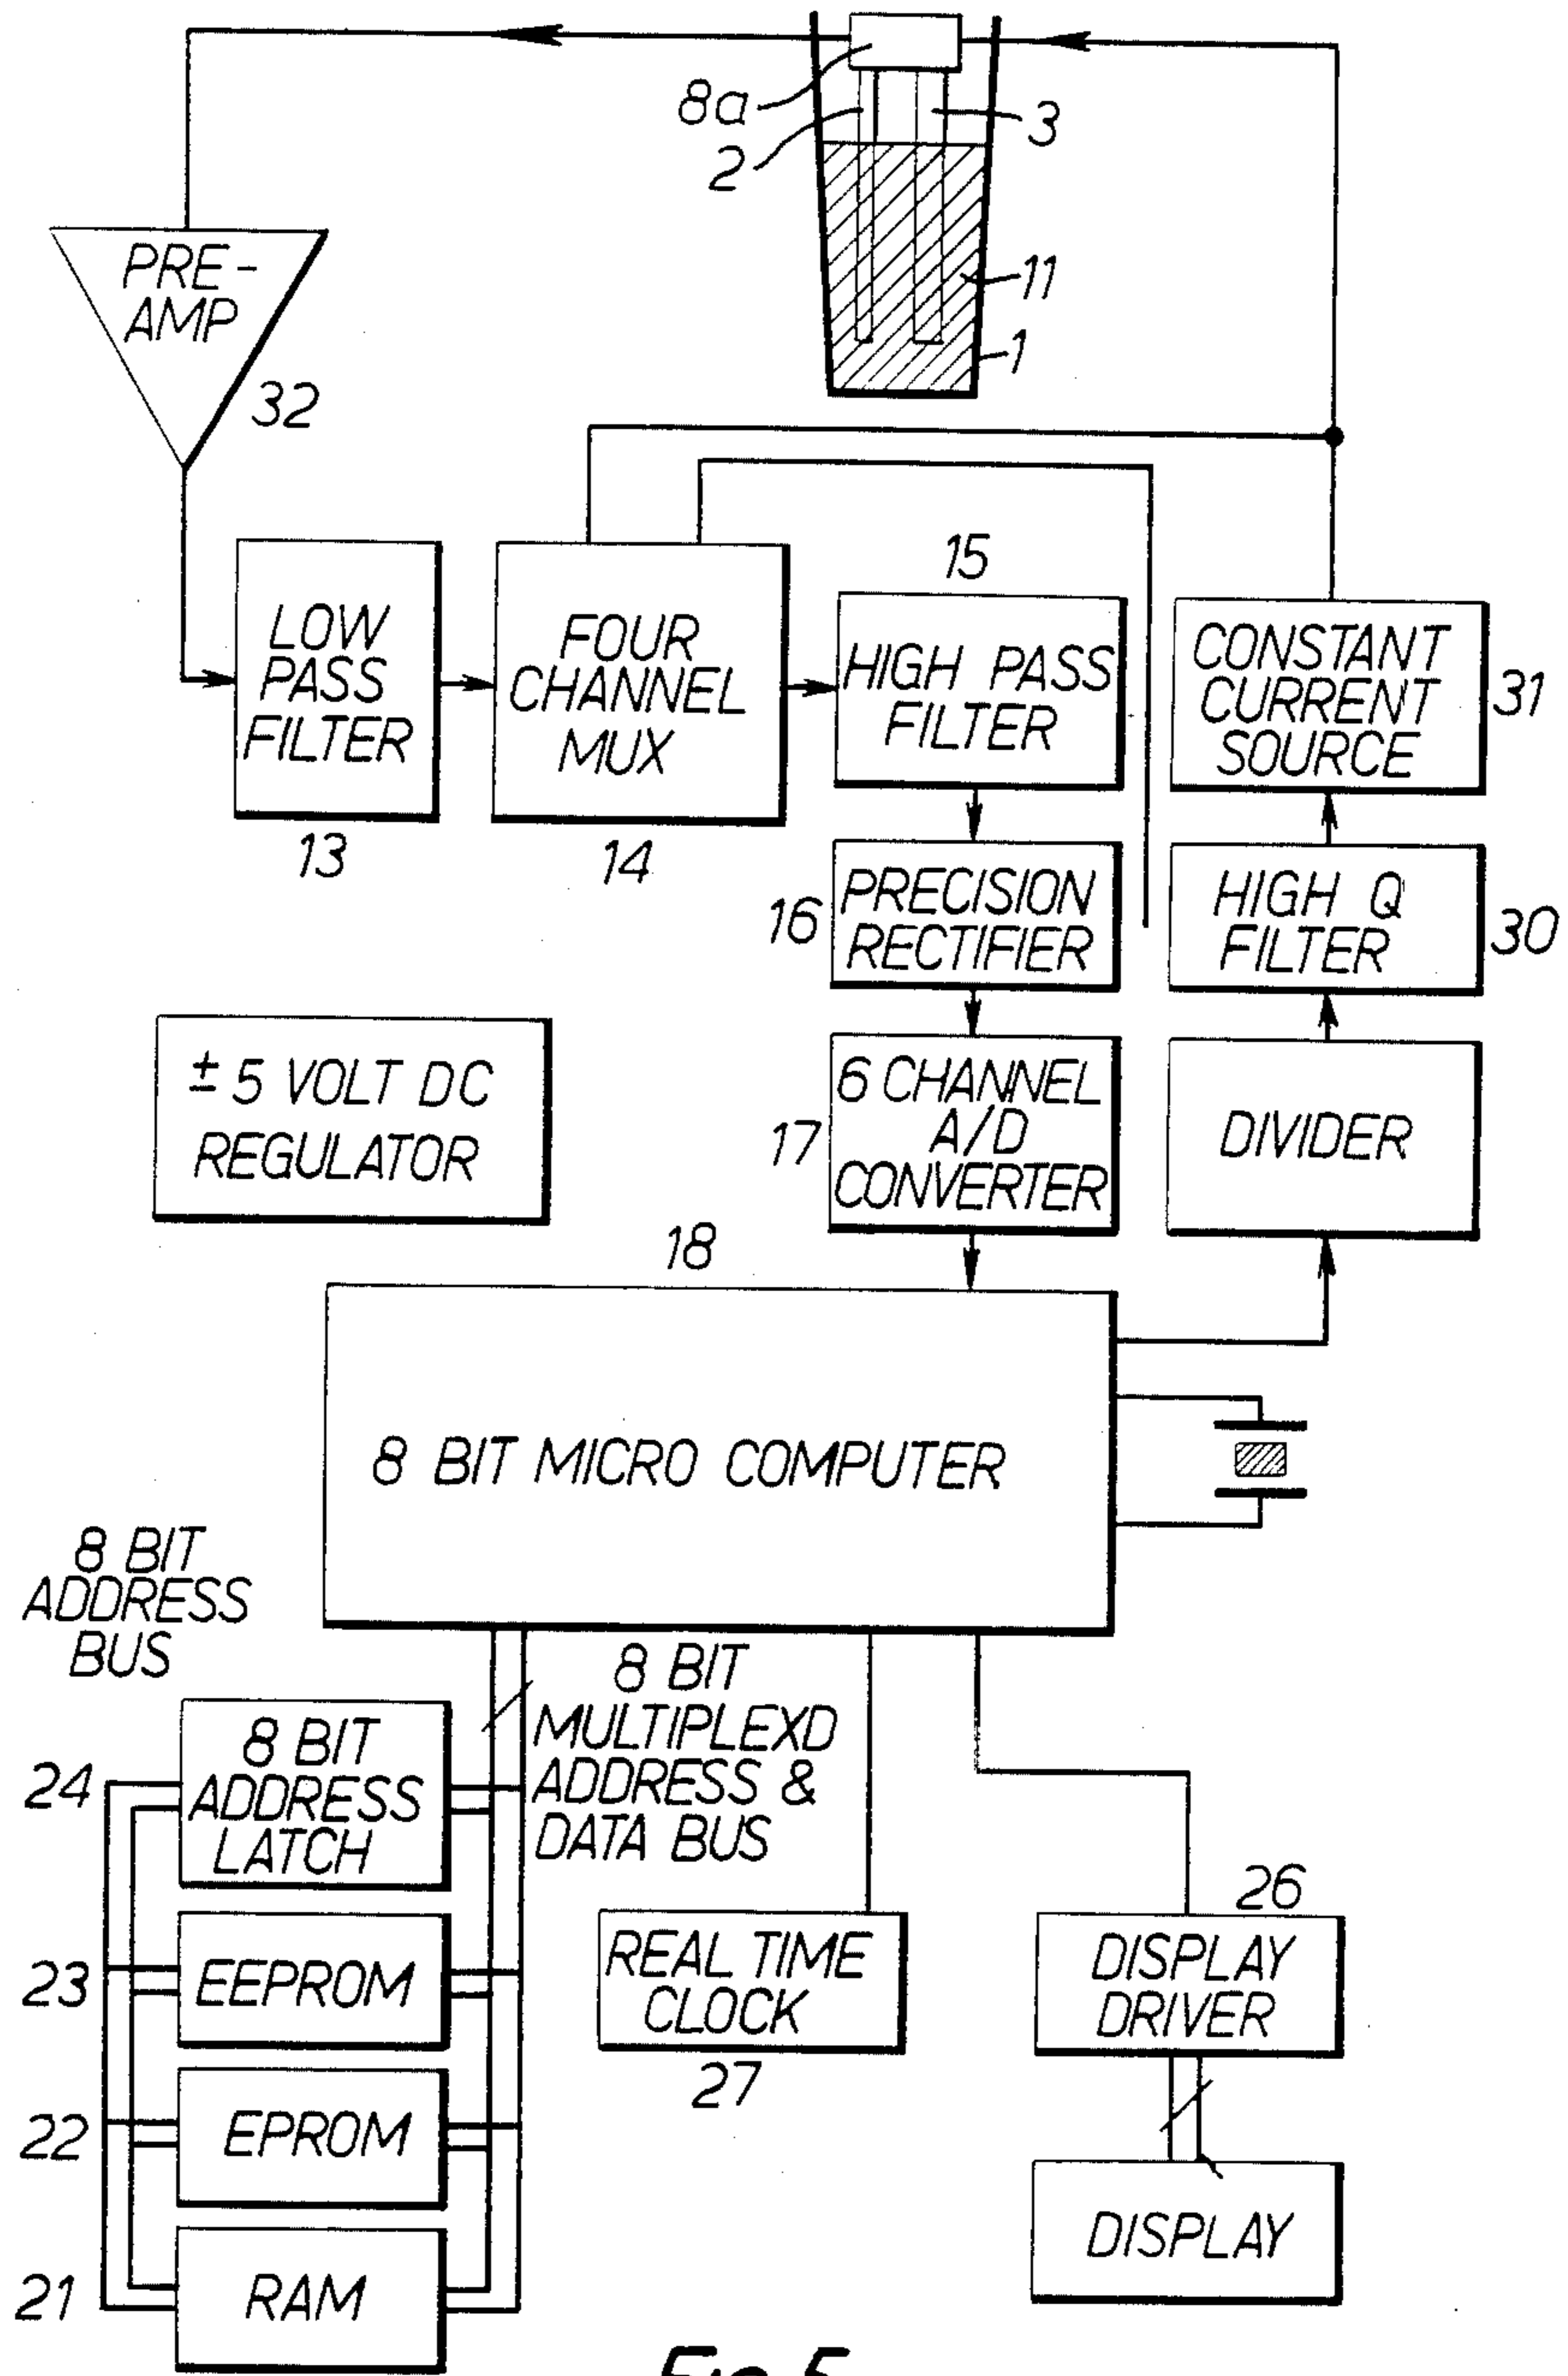 8a
2
3
11
1
PRE-
AMP
32
LOW
PASS
FILTER
13
FOUR
CHANNEL
MUX
14
15
HIGH PASS
FILTER
CONSTANT
CURRENT
SOURCE
31
16
PRECISION
RECTIFIER
HIGH Q
FILTER
30
± 5 VOLT DC
REGULATOR
17
6 CHANNEL
A/D
CONVERTER
DIVIDER
18
8 BIT MICRO COMPUTER
8 BIT
ADDRESS
BUS
8 BIT
MULTIPLEXD
ADDRESS &
DATA BUS
24
8 BIT
ADDRESS
LATCH
23
EEPROM
22
EPROM
21
RAM
REAL TIME
CLOCK
27
26
DISPLAY
DRIVER
DISPLAY
Fig. 5